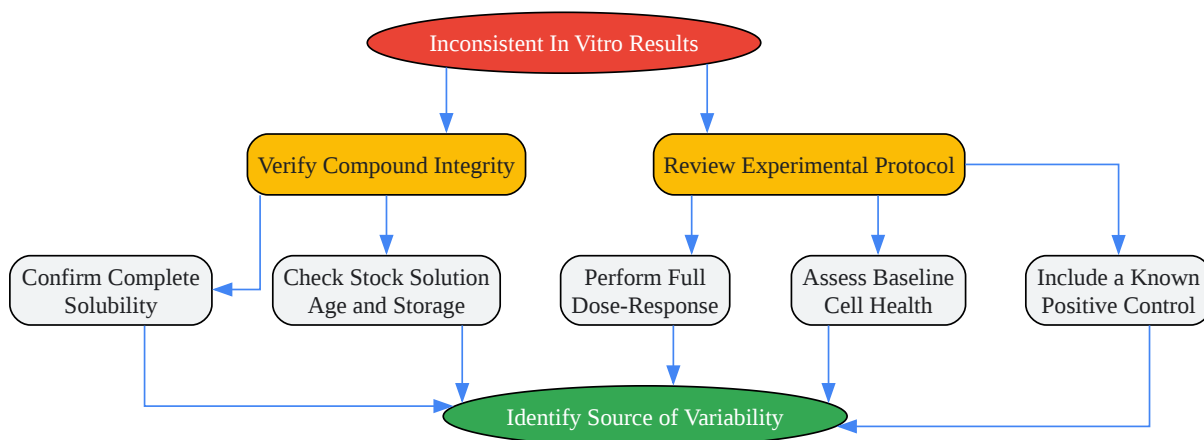 Inconsistent In Vitro Results
Verify Compound Integrity
Review Experimental Protocol
Confirm Complete
Solubility
Check Stock Solution
Age and Storage
Perform Full
Dose-Response
Assess Baseline
Cell Health
Include a Known
Positive Control
Identify Source of Variability